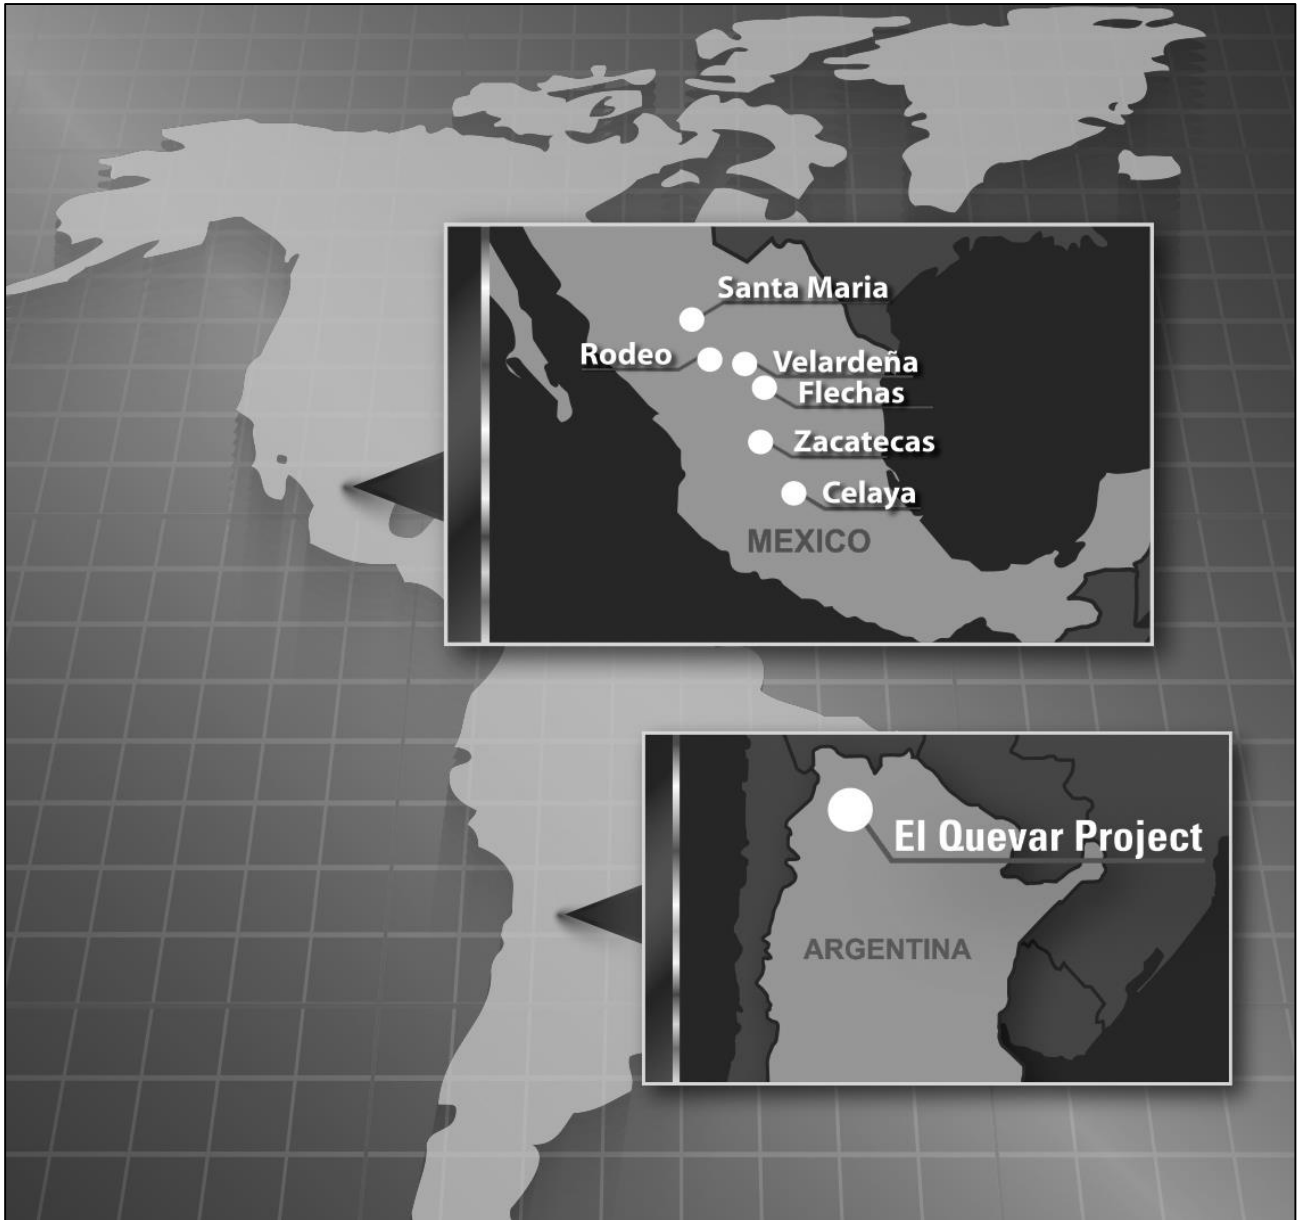 Santa Maria
Rodeo
Velardeña
Flechas
Zacatecas
Celaya
MEXICO
El Quevar Project
ARGENTINA